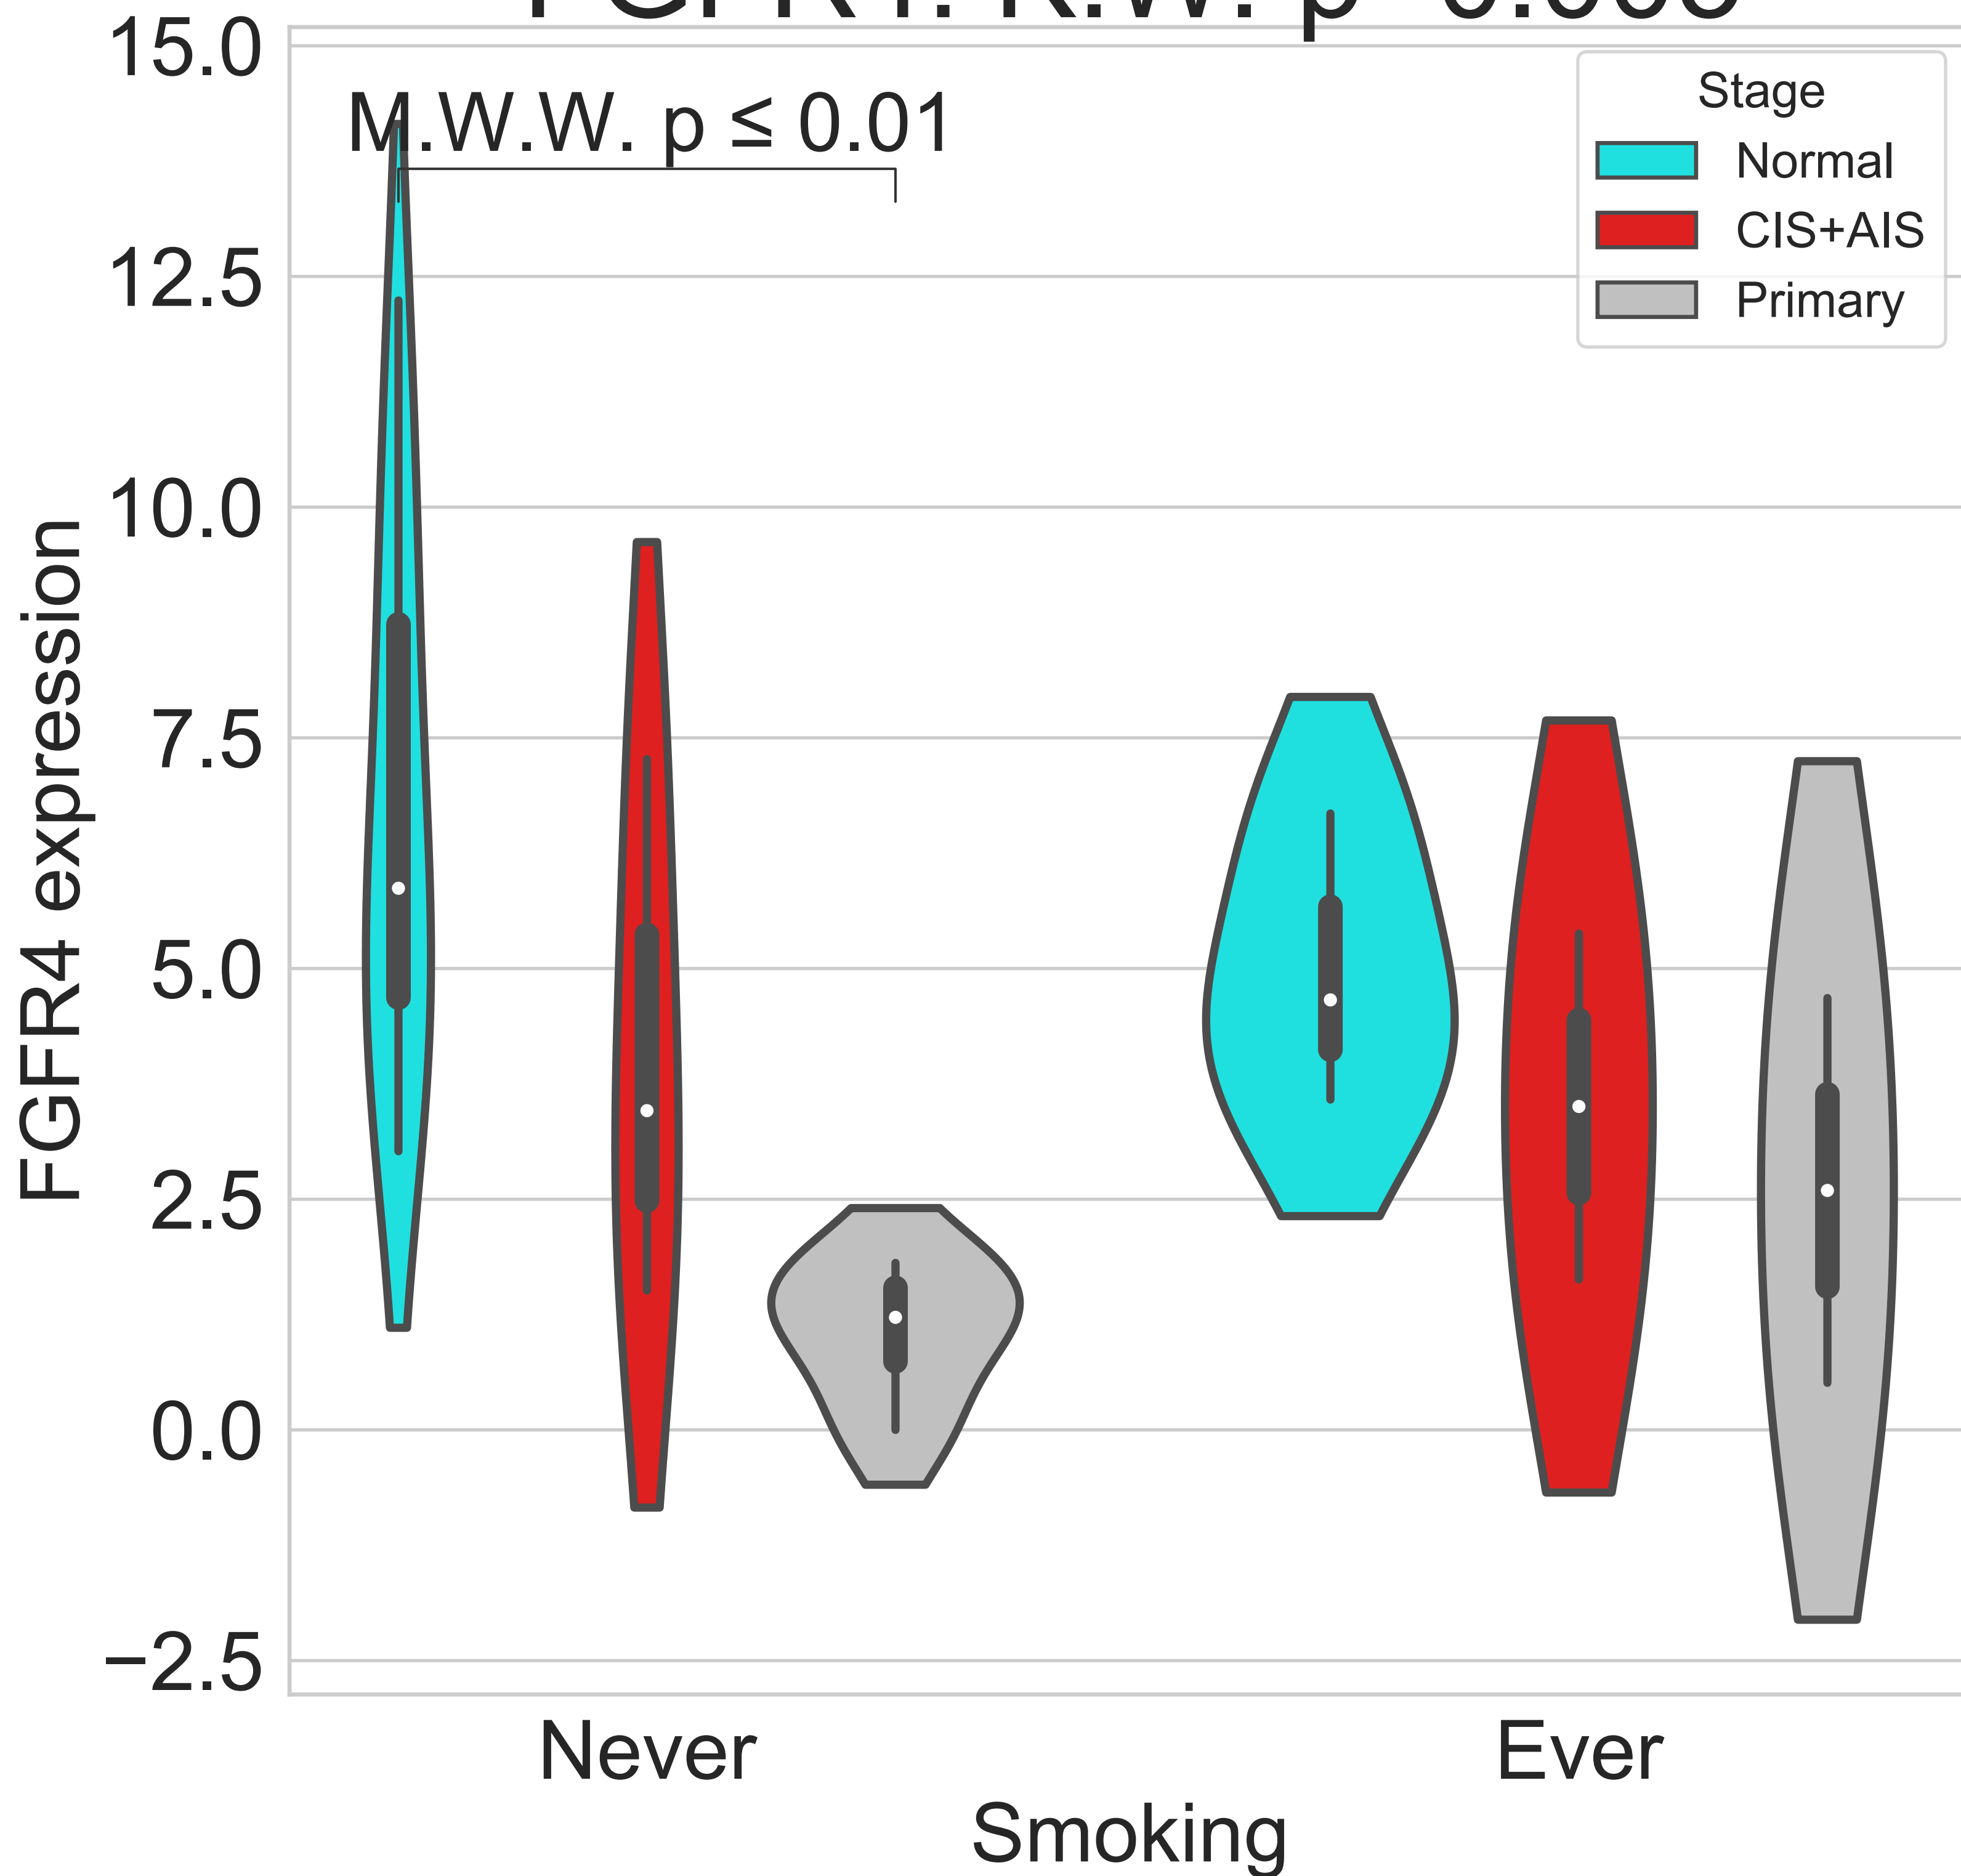 15.0
12.5
10.0
7.5
5.0
2.5
0.0
−2.5
FGFR4 expression
M.W.W. p ≤ 0.01
Stage
Normal
CIS+AIS
Primary
Never
Ever
Smoking